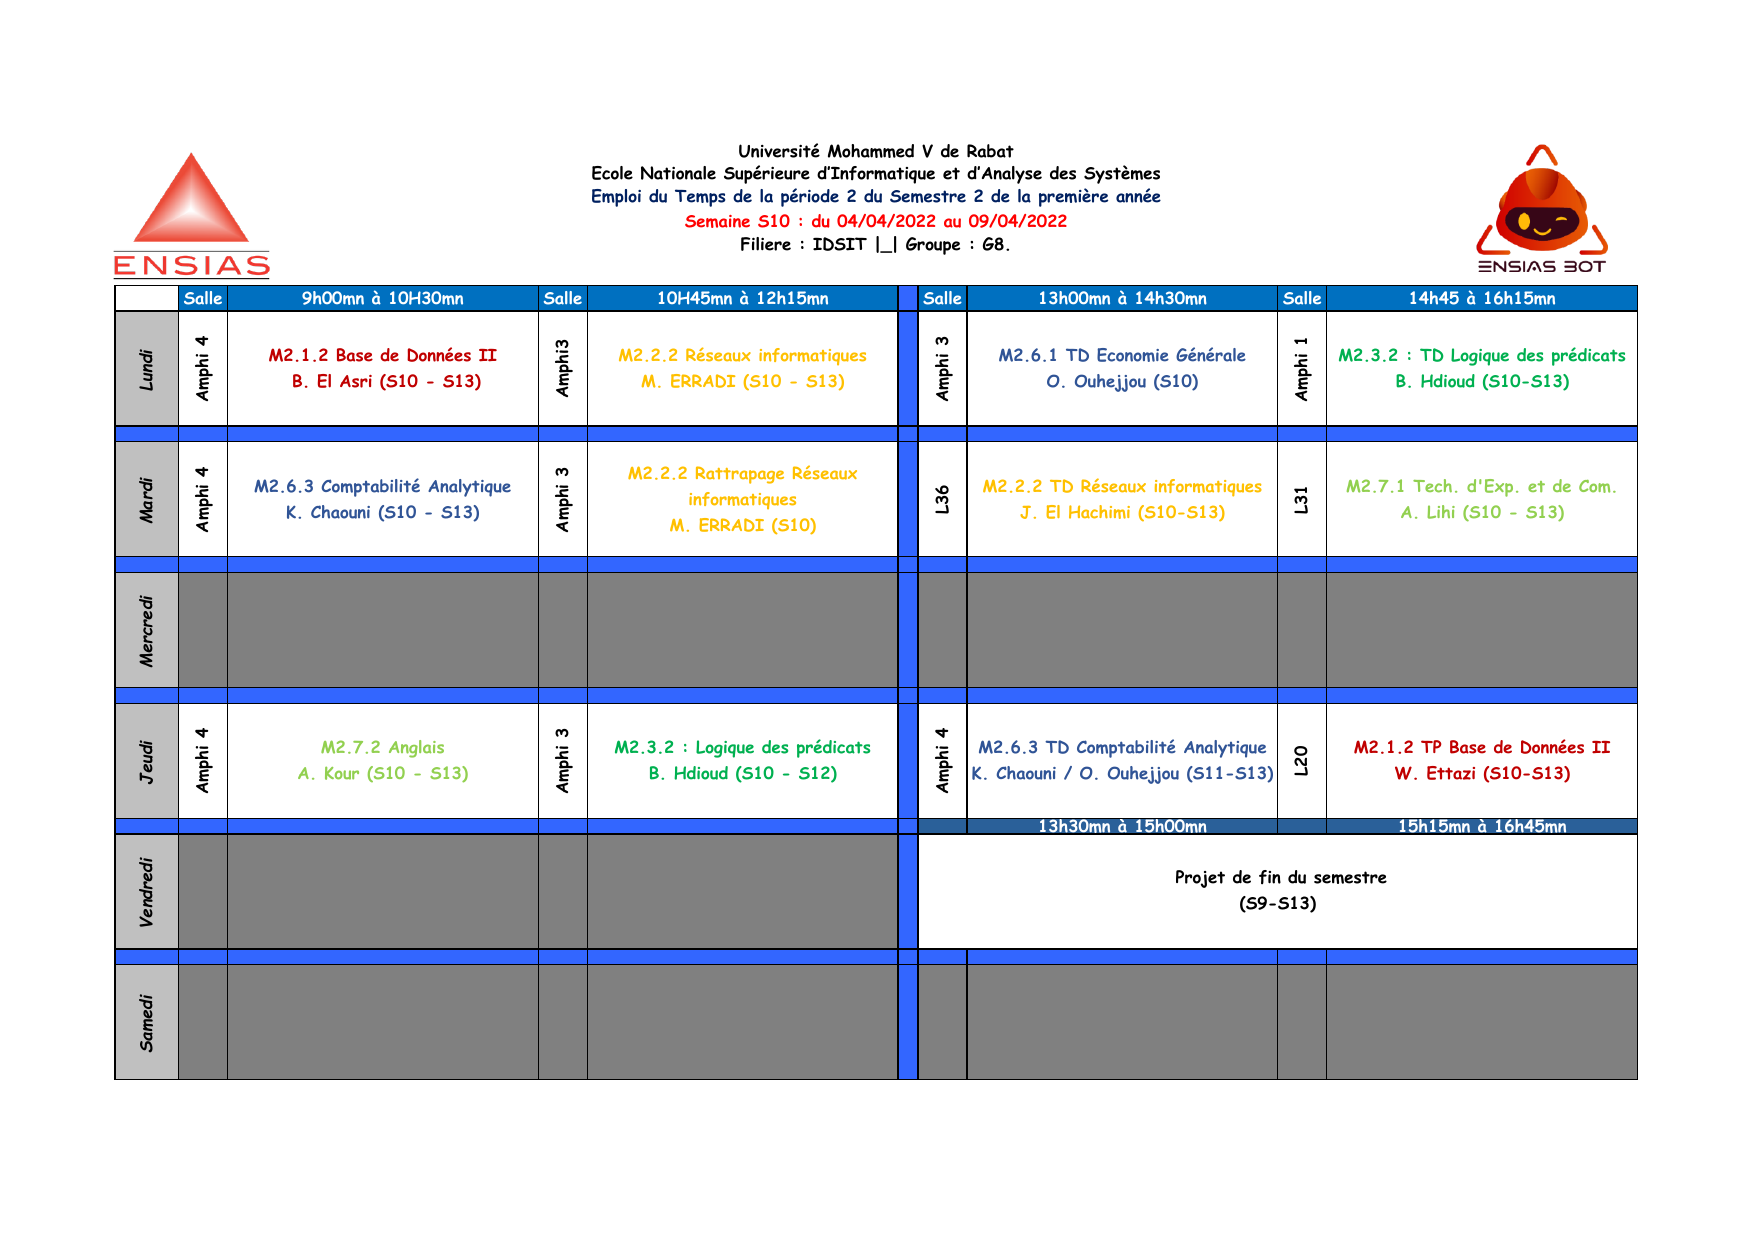 Université Mohammed V de Rabat
Ecole Nationale Supérieure d’Informatique et d’Analyse des Systèmes
Emploi du Temps de la période 2 du Semestre 2 de la première année
Semaine S10 : du 04/04/2022 au 09/04/2022
Filiere : IDSIT |_| Groupe : G8.
ENSIAS
ENSIAS BOT
Salle 9h00mn à 10H30mn Salle 10H45mn à 12h15mn Salle 13h00mn à 14h30mn Salle 14h45 à 16h15mn
Lundi
Amphi 4
M2.1.2 Base de Données II
B. El Asri (S10 - S13)
Amphi3
M2.2.2 Réseaux informatiques
M. ERRADI (S10 - S13)
Amphi 3
M2.6.1 TD Economie Générale
O. Ouhejjou (S10)
Amphi 1
M2.3.2 : TD Logique des prédicats
B. Hdioud (S10-S13)
Mardi
Amphi 4
M2.6.3 Comptabilité Analytique
K. Chaouni (S10 - S13)
Amphi 3
M2.2.2 Rattrapage Réseaux
informatiques
M. ERRADI (S10)
L36
M2.2.2 TD Réseaux informatiques
J. El Hachimi (S10-S13)
L31
M2.7.1 Tech. d'Exp. et de Com.
A. Lihi (S10 - S13)
Mercredi
Jeudi
Amphi 4
M2.7.2 Anglais
A. Kour (S10 - S13)
Amphi 3
M2.3.2 : Logique des prédicats
B. Hdioud (S10 - S12)
Amphi 4
M2.6.3 TD Comptabilité Analytique
K. Chaouni / O. Ouhejjou (S11-S13)
L20
M2.1.2 TP Base de Données II
W. Ettazi (S10-S13)
13h30mn à 15h00mn 15h15mn à 16h45mn
Vendredi
Projet de fin du semestre
(S9-S13)
Samedi